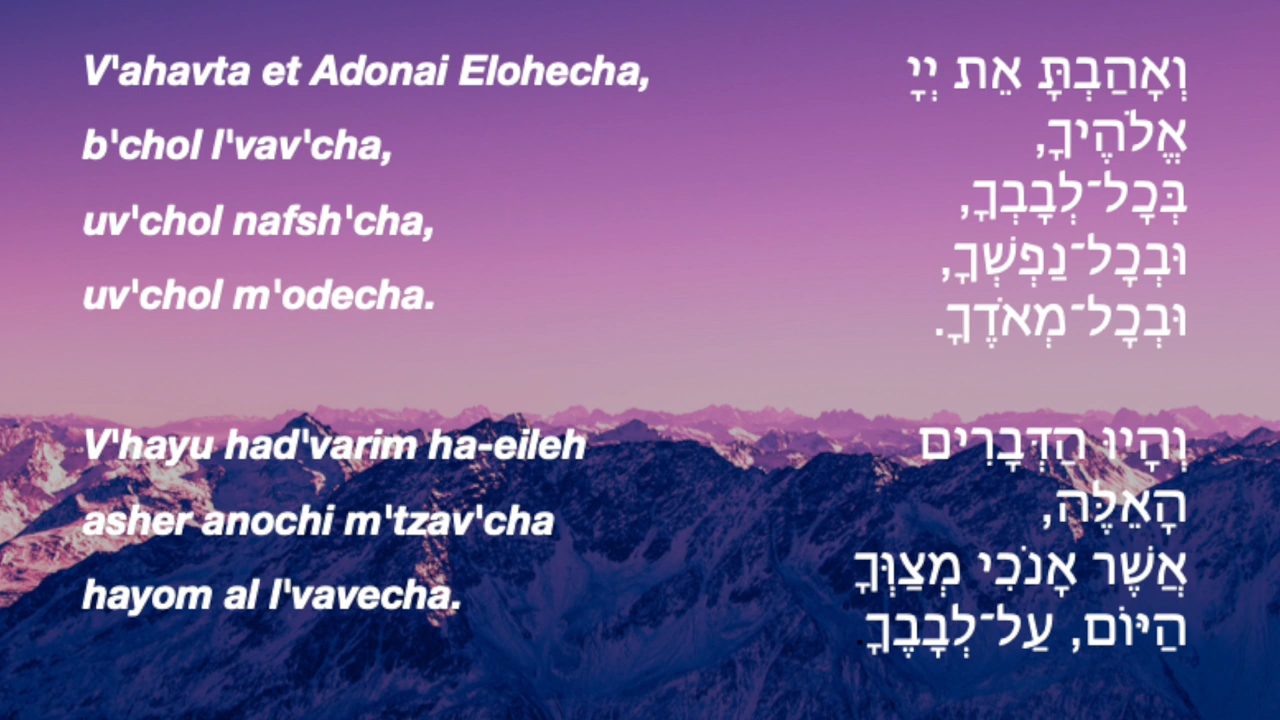 V'ahavta et Adonai Elohecha,
b'chol l'vav'cha,
uv'chol nafsh'cha,
uv'chol m'odecha.
V'hayu had'varim ha-eileh
asher anochi m'tzav'cha
hayom al l'vavecha.
וְאָהַבְתָּ אֵת יְיָ
אֱלֹהֶיךָ,
בְּכָל־לְבָבְךָ,
וּבְכָל־נַפְשְׁךָ,
וּבְכָל־מְאֹדֶךָ.
וְהָיוּ הַדְּבָרִים
הָאֵלֶּה,
אֲשֶׁר אָנֹכִי מְצַוְּךָ
הַיּוֹם, עַל־לְבָבֶךָ.